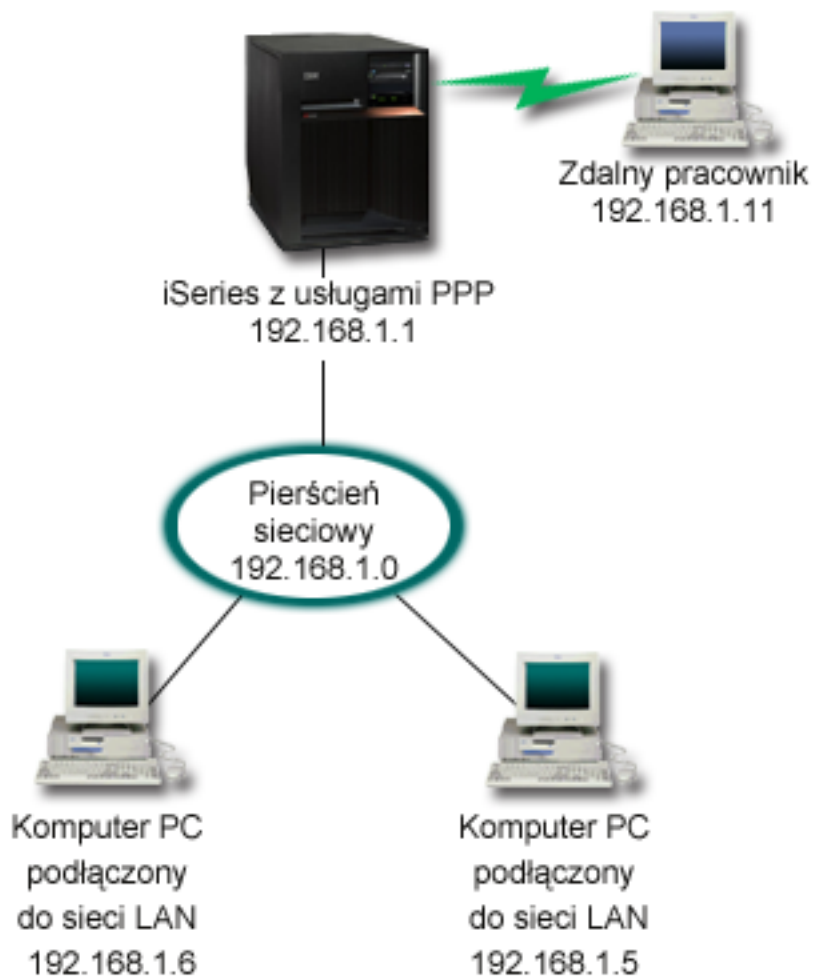 IBM
Zdalny pracownik
192.168.1.11
iSeries z usługami PPP
192.168.1.1
Pierścień
sieciowy
192.168.1.0
Komputer PC
podłączony
do sieci LAN
192.168.1.6
Komputer PC
podłączony
do sieci LAN
192.168.1.5